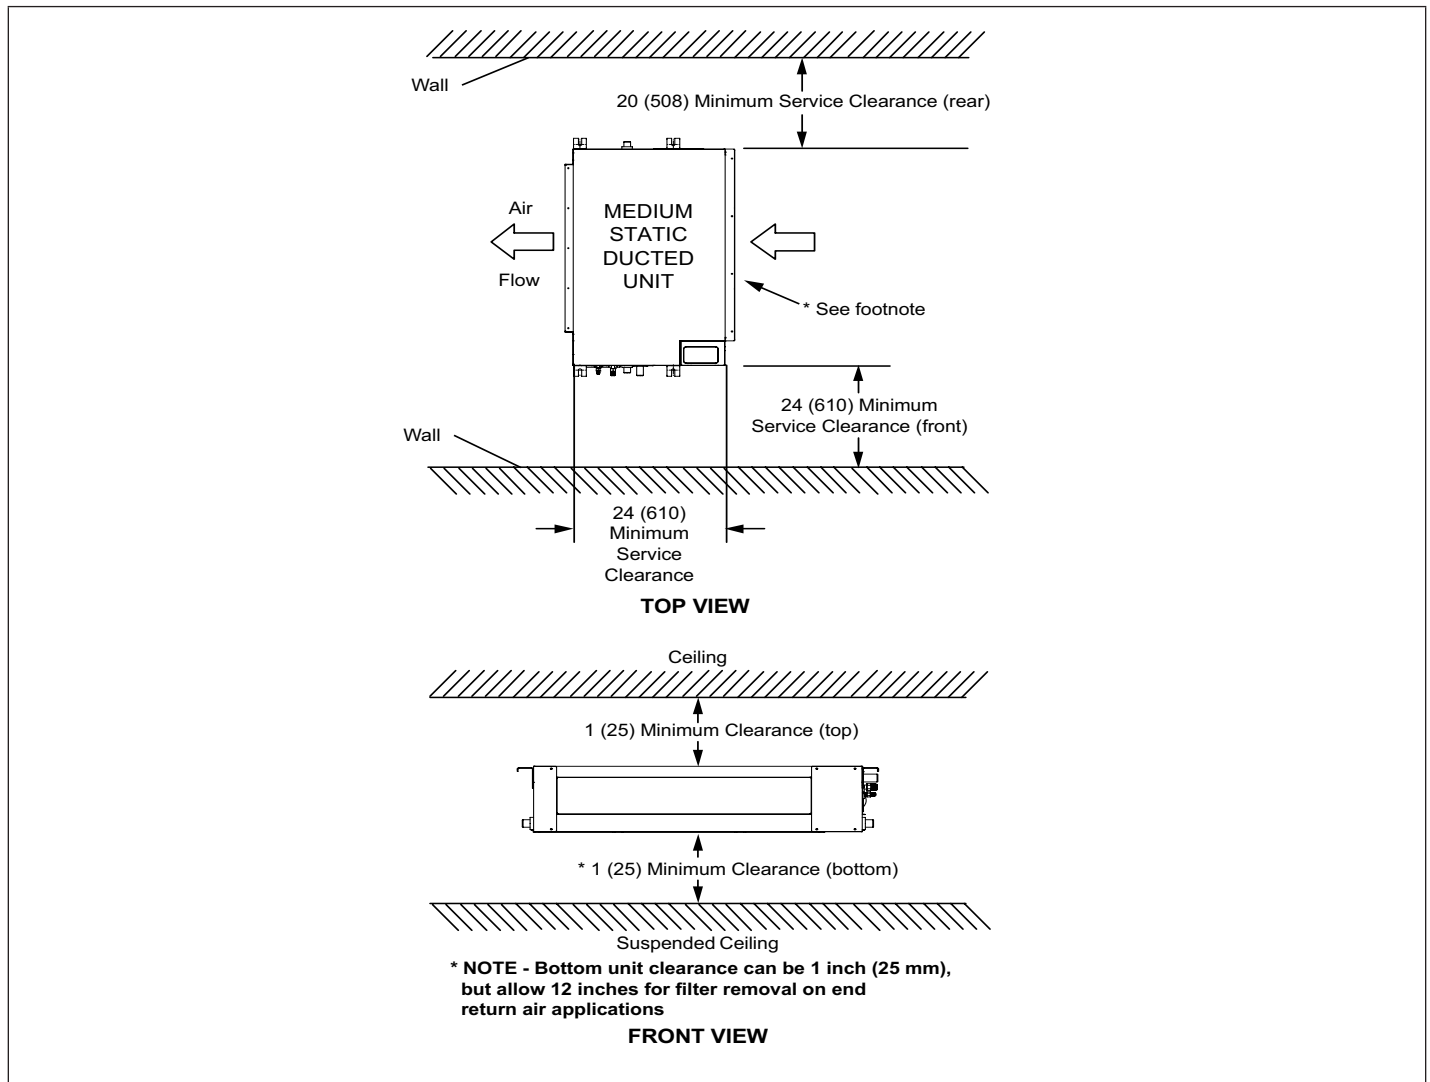 Wall
20 (508) Minimum Service Clearance (rear)
Air
Flow
MEDIUM
STATIC
DUCTED
UNIT
* See footnote
24 (610) Minimum
Service Clearance (front)
Wall
24 (610)
Minimum
Service
Clearance
TOP VIEW
Ceiling
1 (25) Minimum Clearance (top)
* 1 (25) Minimum Clearance (bottom)
Suspended Ceiling
* NOTE - Bottom unit clearance can be 1 inch (25 mm),
but allow 12 inches for filter removal on end
return air applications
FRONT VIEW